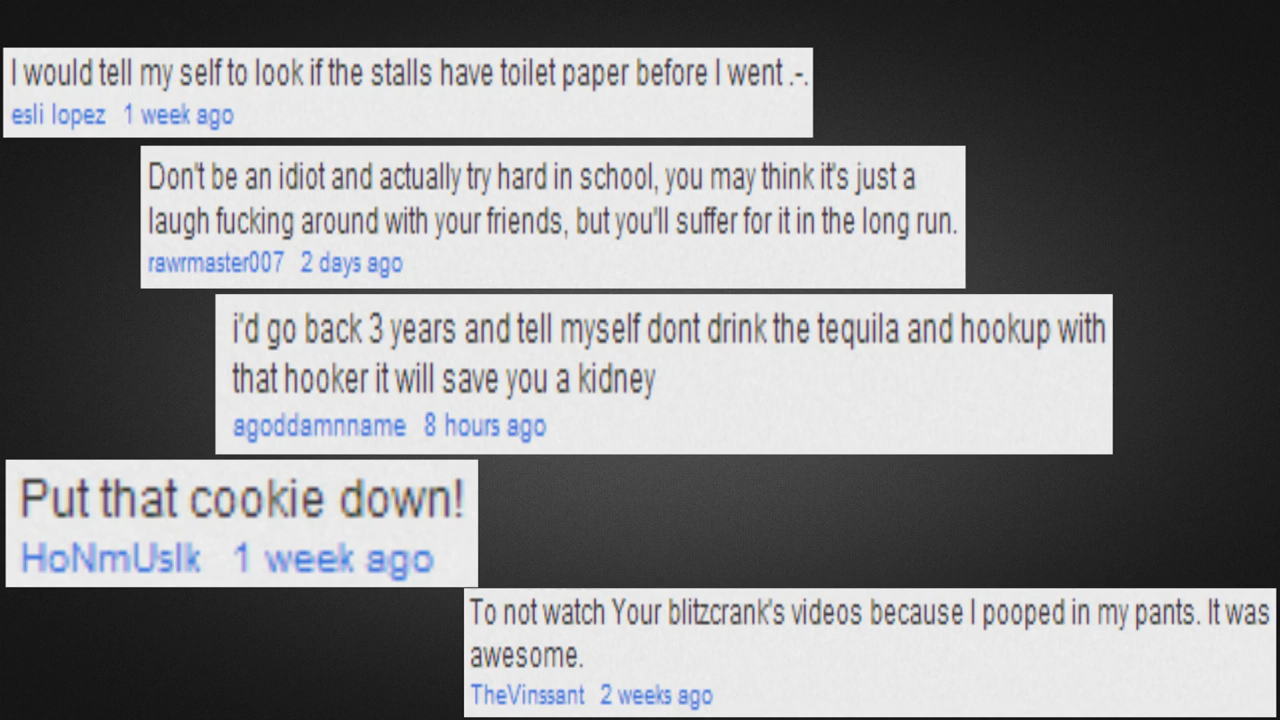 I would tell my self to look if the stalls have toilet paper before I went .-.
esli lopez 1 week ago
Don't be an idiot and actually try hard in school, you may think it's just a
laugh fucking around with your friends, but you'll suffer for it in the long run.
rawrmaster007 2 days ago
i'd go back 3 years and tell myself dont drink the tequila and hookup with
that hooker it will save you a kidney
agoddamnname 8 hours ago
Put that cookie down!
HoNmUsIk 1 week ago
To not watch Your blitzcrank's videos because I pooped in my pants. It was
awesome.
TheVinssant 2 weeks ago